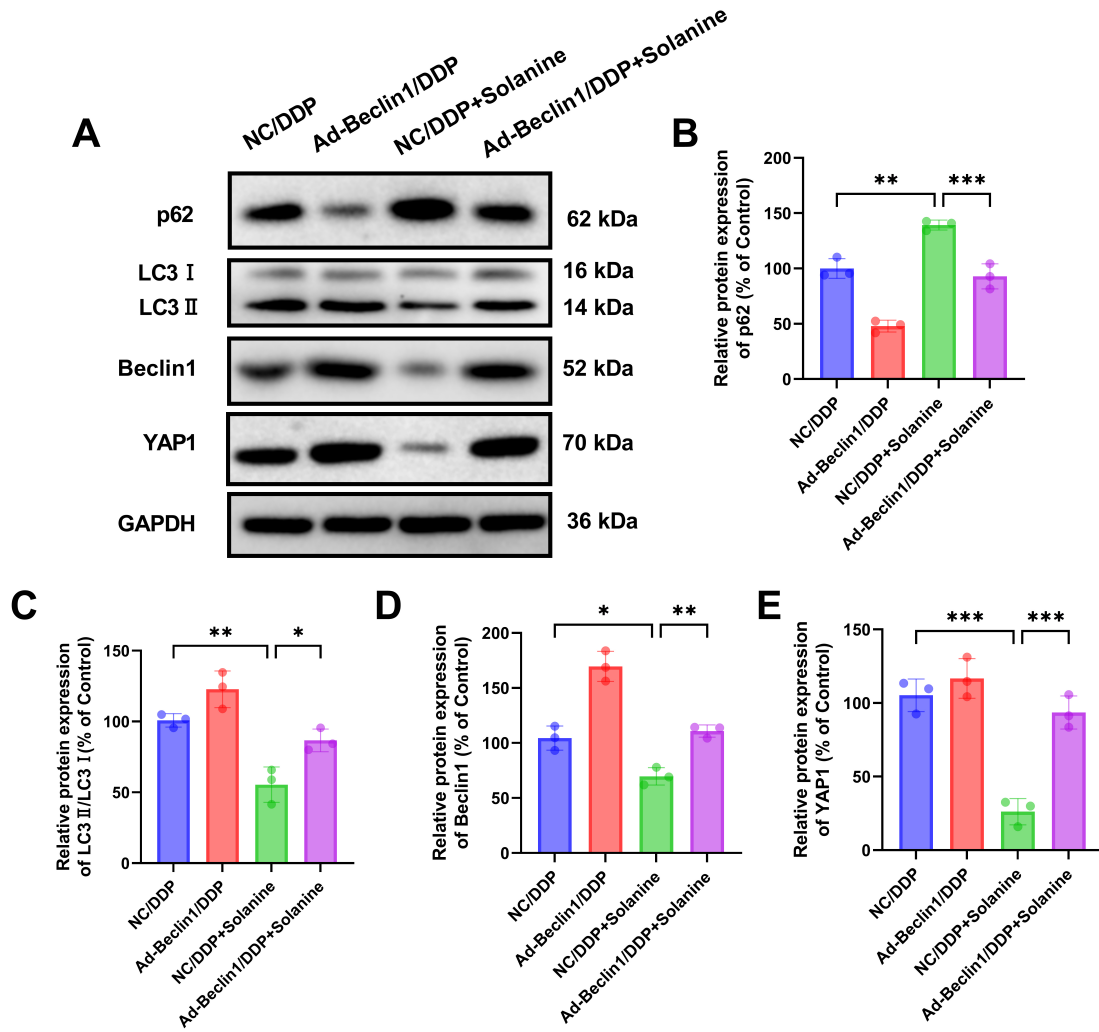 A
NC/DDP
Ad-Beclin1/DDP
NC/DDP+Solanine
Ad-Beclin1/DDP+Solanine
p62
62 kDa
LC3 Ⅰ
16 kDa
LC3 Ⅱ
14 kDa
Beclin1
52 kDa
YAP1
70 kDa
GAPDH
36 kDa
B
Relative protein expression
of p62 (% of Control)
200
150
100
50
0
**
***
NC/DDP
Ad-Beclin1/DDP
NC/DDP+Solanine
Ad-Beclin1/DDP+Solanine
C
Relative protein expression
of LC3 Ⅱ/LC3 Ⅰ (% of Control)
150
100
50
0
**
*
NC/DDP
Ad-Beclin1/DDP
NC/DDP+Solanine
Ad-Beclin1/DDP+Solanine
D
Relative protein expression
of Beclin1 (% of Control)
200
150
100
50
0
*
**
NC/DDP
Ad-Beclin1/DDP
NC/DDP+Solanine
Ad-Beclin1/DDP+Solanine
E
Relative protein expression
of YAP1 (% of Control)
150
100
50
0
***
***
NC/DDP
Ad-Beclin1/DDP
NC/DDP+Solanine
Ad-Beclin1/DDP+Solanine